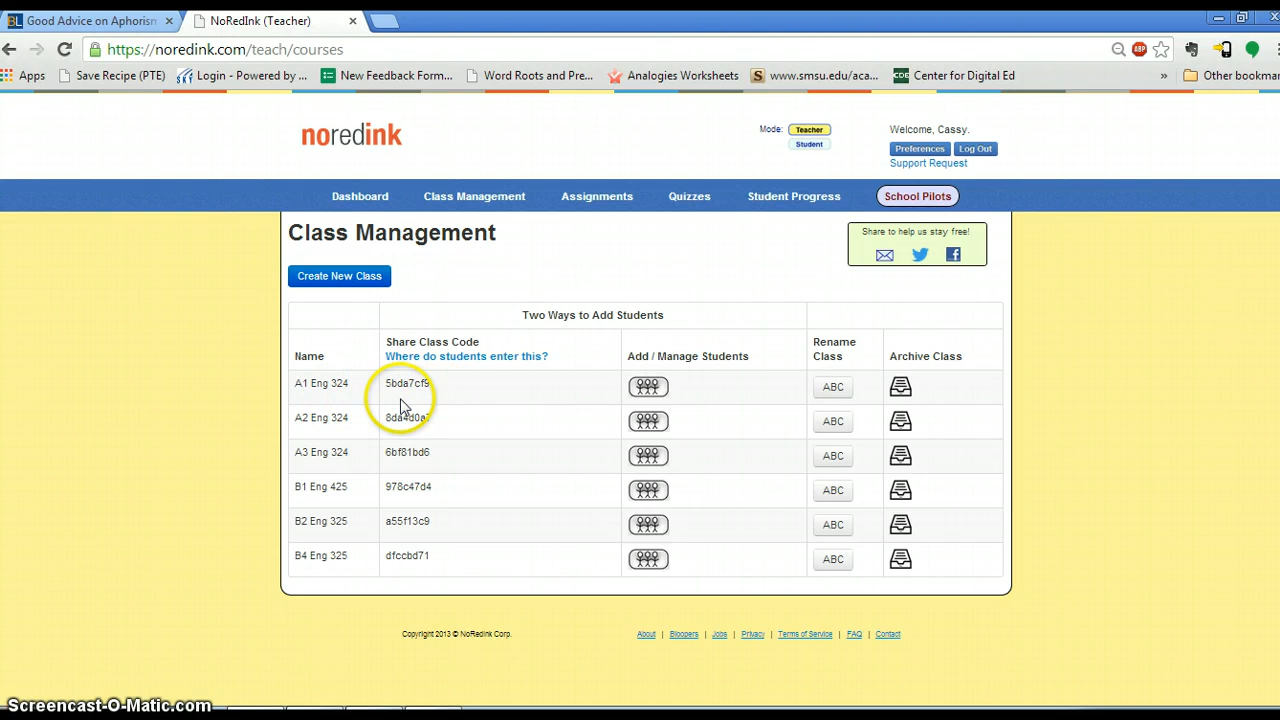 Good Advice on Aphorism
NoRedInk (Teacher)
https://noredink.com/teach/courses
ABP
Apps
Save Recipe (PTE)
Login - Powered by ...
New Feedback Form...
Word Roots and Pre...
Analogies Worksheets
www.smsu.edu/aca...
CDE
Center for Digital Ed
»
Other bookmar
noredink
Mode:
Teacher
Student
Welcome, Cassy.
Preferences
Log Out
Support Request
Dashboard
Class Management
Assignments
Quizzes
Student Progress
School Pilots
Class Management
Share to help us stay free!
Create New Class
Two Ways to Add Students
Name
Share Class Code
Where do students enter this?
Add / Manage Students
Rename
Class
Archive Class
A1 Eng 324
5bda7cf9
ABC
A2 Eng 324
8da4d0a7
ABC
A3 Eng 324
6bf81bd6
ABC
B1 Eng 425
978c47d4
ABC
B2 Eng 325
a55f13c9
ABC
B4 Eng 325
dfccbd71
ABC
Copyright 2013 © NoRedInk Corp.
About | Bloopers | Jobs | Privacy | Terms of Service | FAQ | Contact
Screencast-O-Matic.com